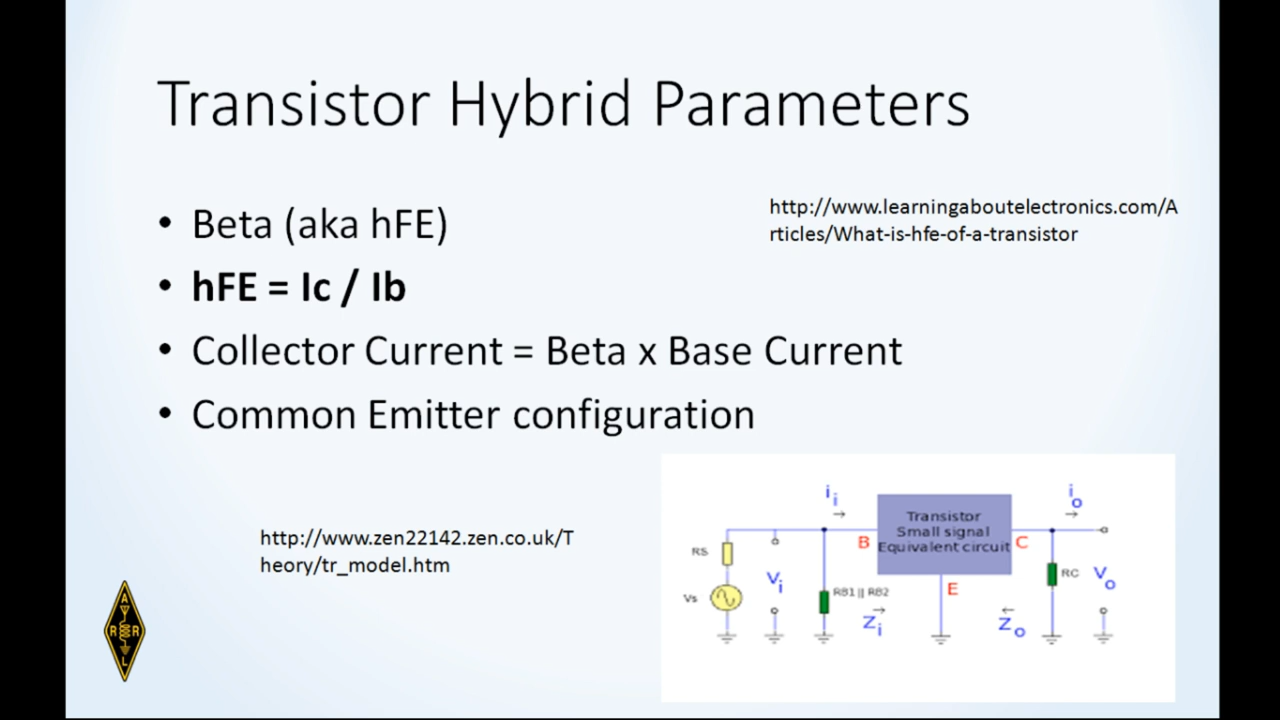 Transistor Hybrid Parameters
• Beta (aka hFE)
http://www.learningaboutelectronics.com/A
rticles/What-is-hfe-of-a-transistor
• hFE = Ic / Ib
• Collector Current = Beta x Base Current
• Common Emitter configuration
http://www.zen22142.zen.co.uk/T
heory/tr_model.htm
ii
io
Transistor
Small signal
Equivalent circuit
B
C
RS
Vi
E
RC
Vo
Vs
RB1 || RB2
Zi
Zo
A
R R
L